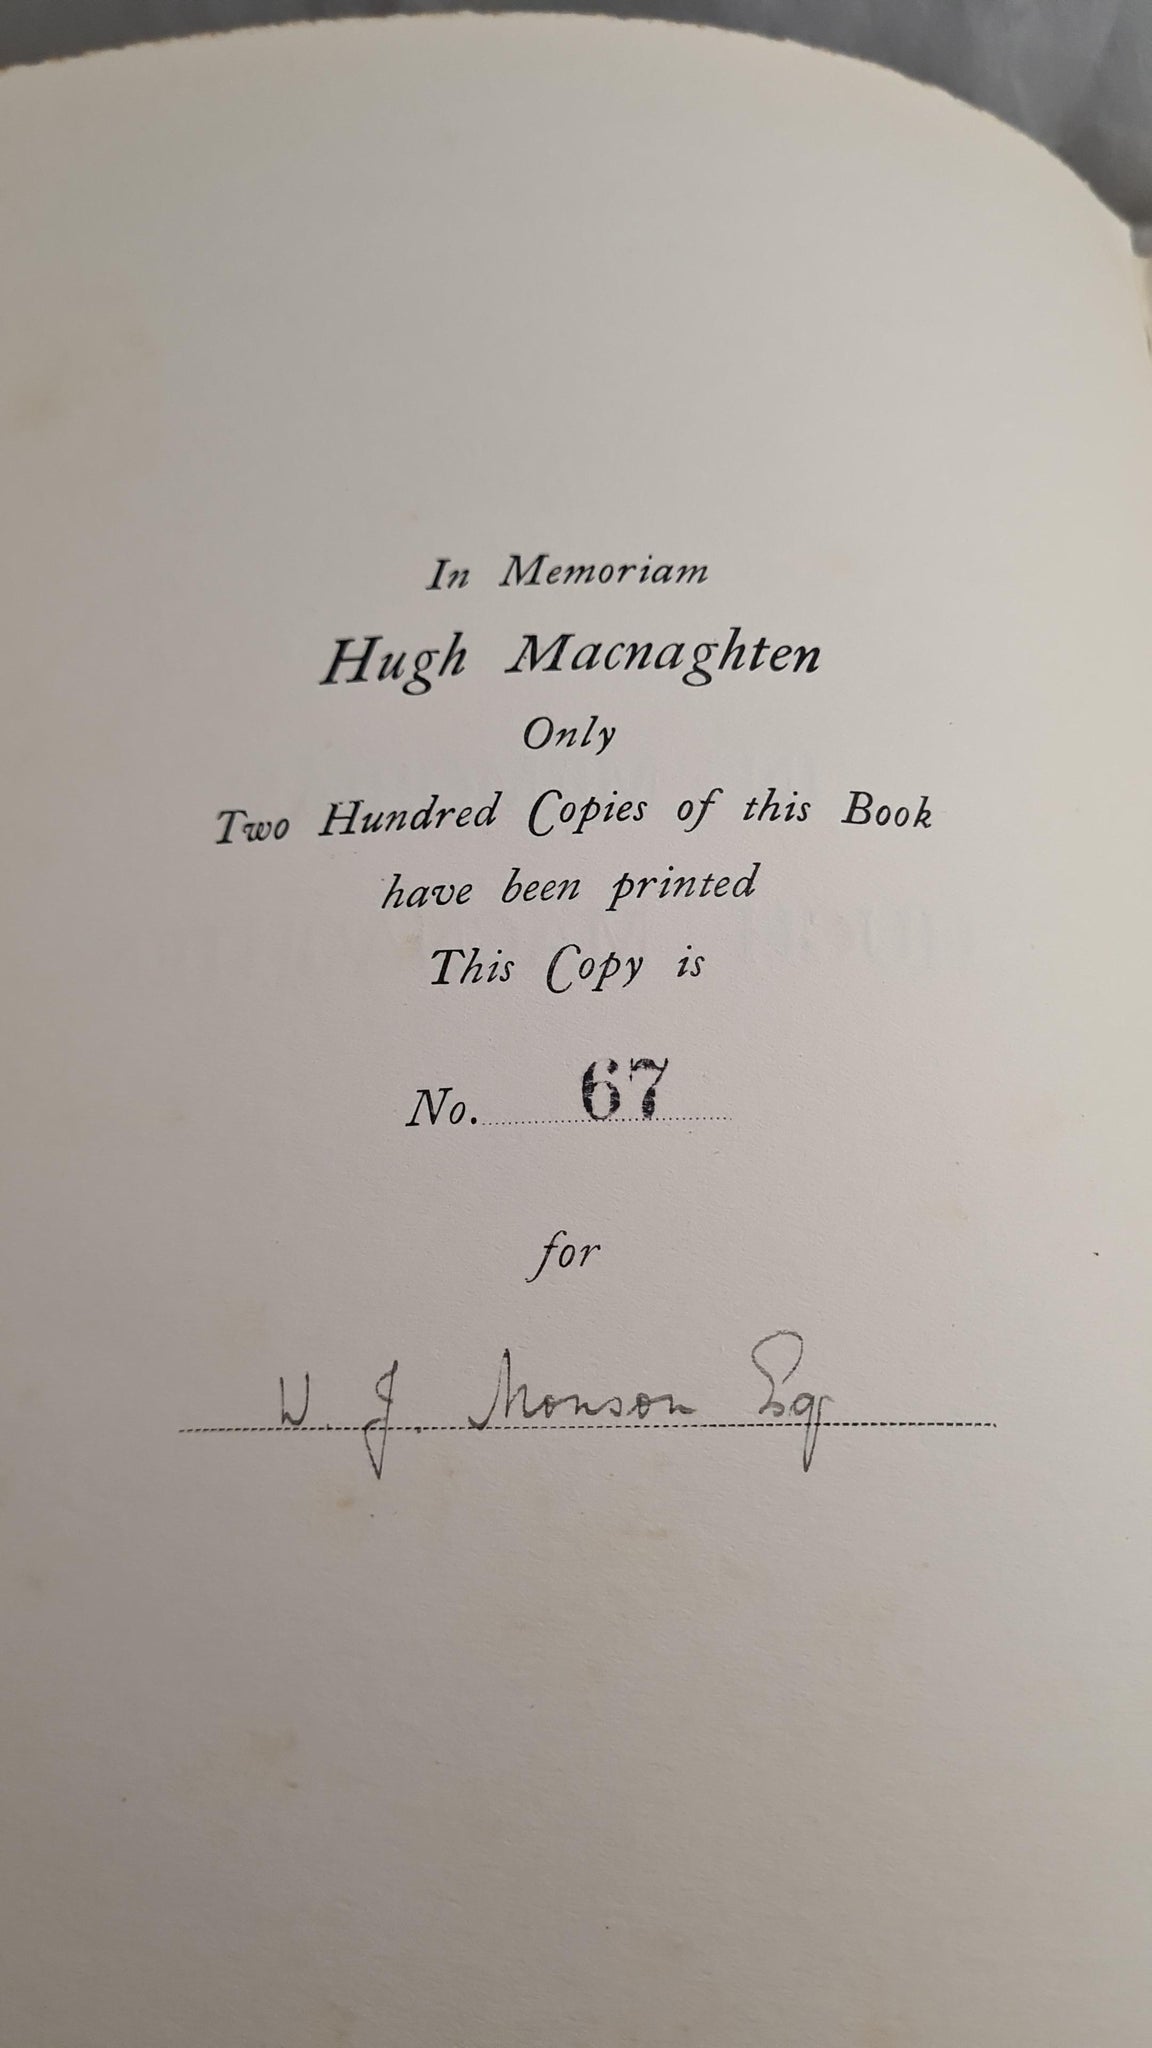 In Memoriam
Hugh Macnaghten
Only
Two Hundred Copies of this Book
have been printed
This Copy is
No. 67
for
W. J. Monson Esqr